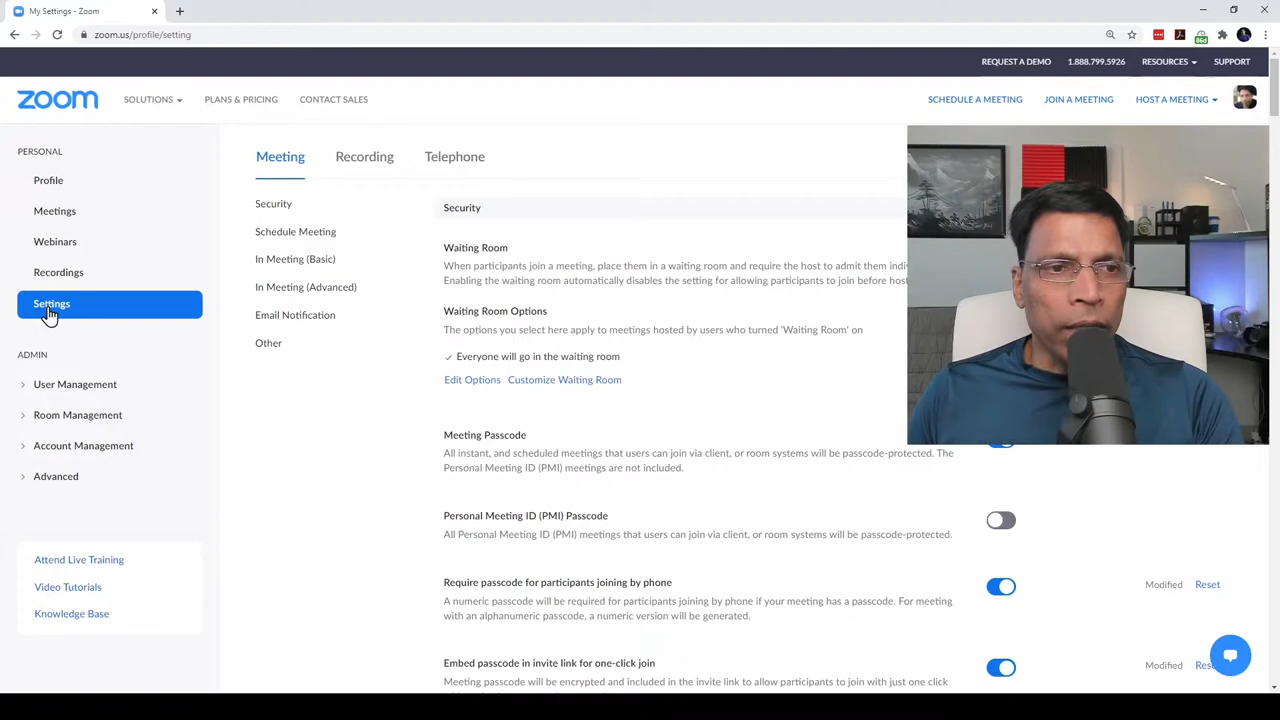 My Settings - Zoom
zoom.us/profile/setting
REQUEST A DEMO
1.888.799.5926
RESOURCES
SUPPORT
zoom
SOLUTIONS
PLANS & PRICING
CONTACT SALES
SCHEDULE A MEETING
JOIN A MEETING
HOST A MEETING
PERSONAL
Profile
Meetings
Webinars
Recordings
Settings
ADMIN
User Management
Room Management
Account Management
Advanced
Attend Live Training
Video Tutorials
Knowledge Base
Meeting
Recording
Telephone
Security
Schedule Meeting
In Meeting (Basic)
In Meeting (Advanced)
Email Notification
Other
Security
Waiting Room
When participants join a meeting, place them in a waiting room and require the host to admit them
Enabling the waiting room automatically disables the setting for allowing participants to join before
Waiting Room Options
The options you select here apply to meetings hosted by users who turned 'Waiting Room' on
Everyone will go in the waiting room
Edit Options Customize Waiting Room
Meeting Passcode
All instant, and scheduled meetings that users can join via client, or room systems will be passcode-protected. The
Personal Meeting ID (PMI) meetings are not included.
Personal Meeting ID (PMI) Passcode
All Personal Meeting ID (PMI) meetings that users can join via client, or room systems will be passcode-protected.
Require passcode for participants joining by phone
Modified Reset
A numeric passcode will be required for participants joining by phone if your meeting has a passcode. For meeting
with an alphanumeric passcode, a numeric version will be generated.
Embed passcode in invite link for one-click join
Modified
Meeting passcode will be encrypted and included in the invite link to allow participants to join with just one click